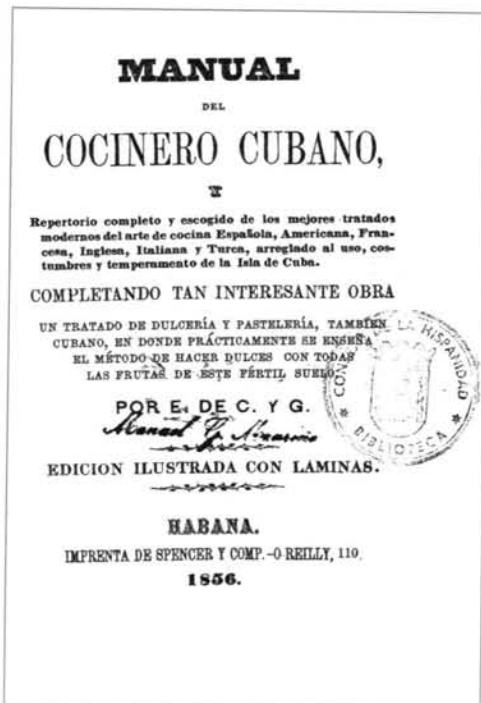 MANUAL
DEL
COCINERO CUBANO,
Y
Repertorio completo y escogido de los mejores tratados
modernos del arte de cocina Española, Americana, Fran-
cesa, Inglesa, Italiana y Turca, arreglado al uso, cos-
tumbres y temperamento de la Isla de Cuba.
COMPLETANDO TAN INTERESANTE OBRA
UN TRATADO DE DULCERÍA Y PASTELERÍA, TAMBIEN
CUBANO, EN DONDE PRÁCTICAMENTE SE ENSEÑA
EL MÉTODO DE HACER DULCES CON TODAS
LAS FRUTAS DE ÉSTE FÉRTIL SUELO,
DE LA HISPANIDAD
BIBLIOTECA
POR E. DE C. Y G.
Manuel
EDICION ILUSTRADA CON LAMINAS.
HABANA.
IMPRENTA DE SPENCER Y COMP.-O REILLY, 110.
1856.